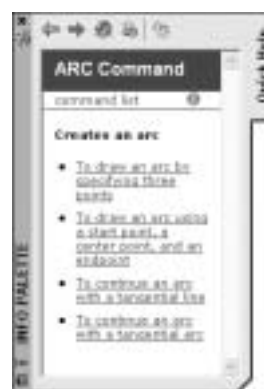 ARC Command
command list
Creates an arc
To draw an arc by
specifying three
points
To draw an arc using
a start point, a
center point, and an
endpoint
To continue an arc
with a tangential line
To continue an arc
with a tangential arc
INFO PALETTE
Quick Help